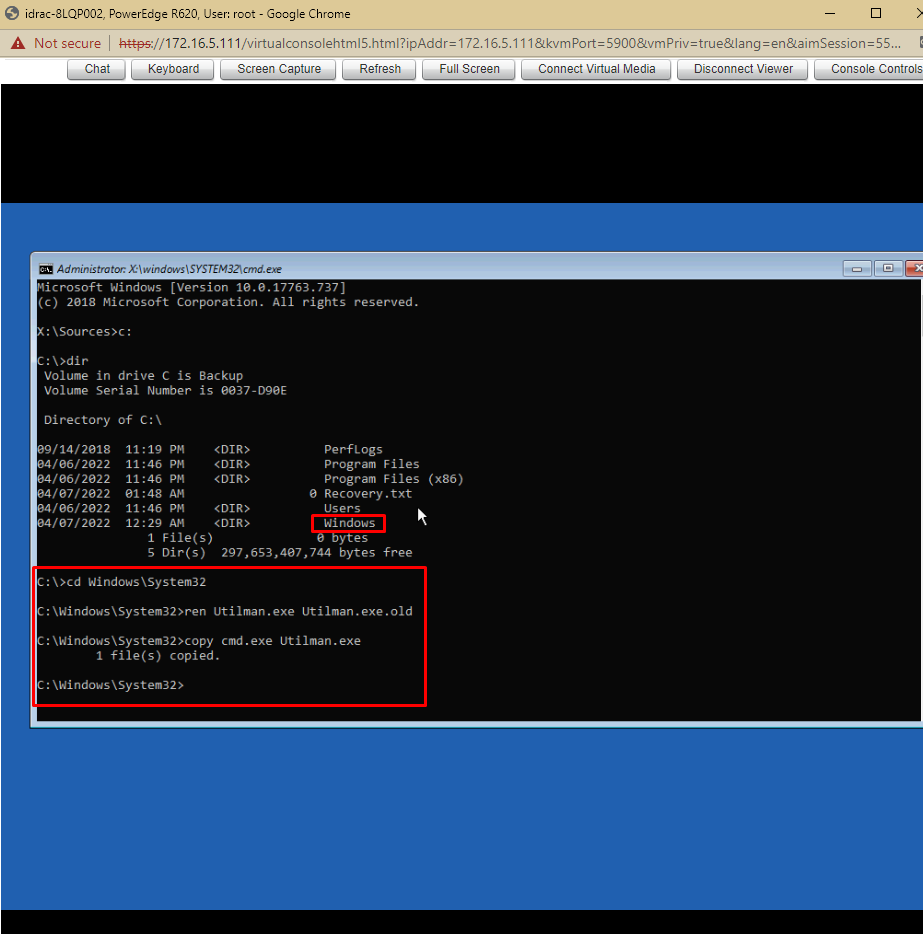 idrac-8LQP002, PowerEdge R620, User: root - Google Chrome
Not secure | https://172.16.5.111/virtualconsolehtml5.html?ipAddr=172.16.5.111&kvmPort=5900&vmPriv=true&lang=en&aimSession=55...
Chat Keyboard Screen Capture Refresh Full Screen Connect Virtual Media Disconnect Viewer Console Controls
Administrator: X:\windows\SYSTEM32\cmd.exe
Microsoft Windows [Version 10.0.17763.737]
(c) 2018 Microsoft Corporation. All rights reserved.
X:\Sources>c:
C:\>dir
Volume in drive C is Backup
Volume Serial Number is 0037-D90E
Directory of C:\
09/14/2018 11:19 PM <DIR> PerfLogs
04/06/2022 11:46 PM <DIR> Program Files
04/06/2022 11:46 PM <DIR> Program Files (x86)
04/07/2022 01:48 AM 0 Recovery.txt
04/06/2022 11:46 PM <DIR> Users
04/07/2022 12:29 AM <DIR> Windows
1 File(s) 0 bytes
5 Dir(s) 297,653,407,744 bytes free
C:\>cd Windows\System32
C:\Windows\System32>ren Utilman.exe Utilman.exe.old
C:\Windows\System32>copy cmd.exe Utilman.exe
1 file(s) copied.
C:\Windows\System32>